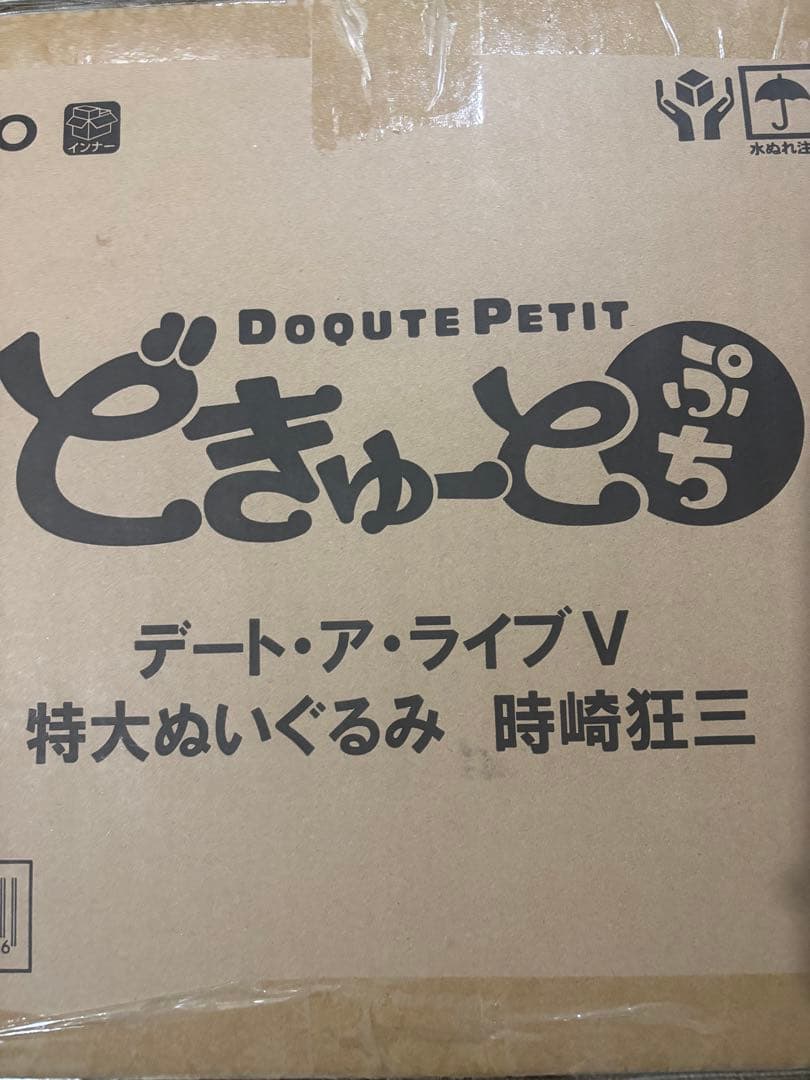 O
インナー
水ぬれ注
DOQUTE PETIT
どきゅーと
ぷち
デート・ア・ライブⅤ
特大ぬいぐるみ 時崎狂三
6